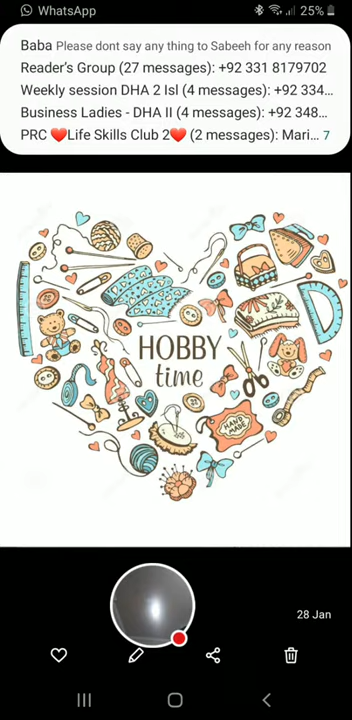 WhatsApp 25%
Baba Please dont say any thing to Sabeeh for any reason
Reader's Group (27 messages): +92 331 8179702
Weekly session DHA 2 Isl (4 messages): +92 334...
Business Ladies - DHA II (4 messages): +92 348...
PRC ❤️Life Skills Club 2❤️ (2 messages): Mari... 7
HOBBY
time
HAND
MADE
28 Jan